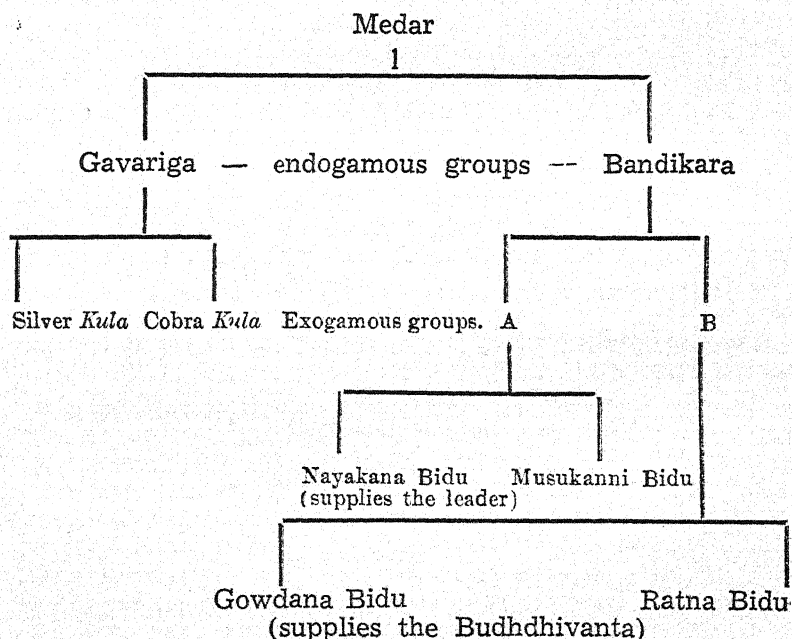 Medar
1
Gavariga — endogamous groups -- Bandikara
Silver Kula Cobra Kula Exogamous groups. A B
Nayakana Bidu Musukanni Bidu
(supplies the leader)
Gowdana Bidu Ratna Bidu
(supplies the Budhdhivanta)